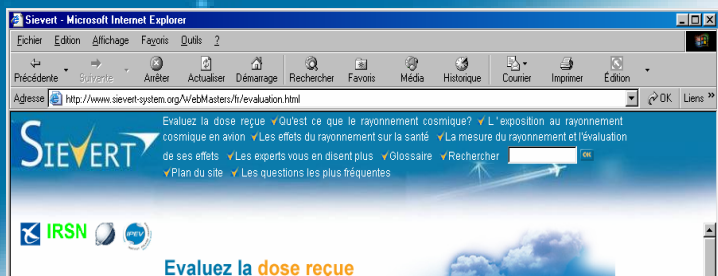 Sievert - Microsoft Internet Explorer
Fichier Edition Affichage Favoris Outils ?
Précédente Suivante Arrêter Actualiser Démarrage Rechercher Favoris Média Historique Courrier Imprimer Édition
Adresse http://www.sievert-system.org/WebMasters/fr/evaluation.html OK Liens »
SIEVERT
Evaluez la dose reçue Qu'est ce que le rayonnement cosmique? L'exposition au rayonnement
cosmique en avion Les effets du rayonnement sur la santé La mesure du rayonnement et l'évaluation
de ses effets Les experts vous en disent plus Glossaire Rechercher OK
Plan du site Les questions les plus fréquentes
IRSN IPEV
Evaluez la dose reçue